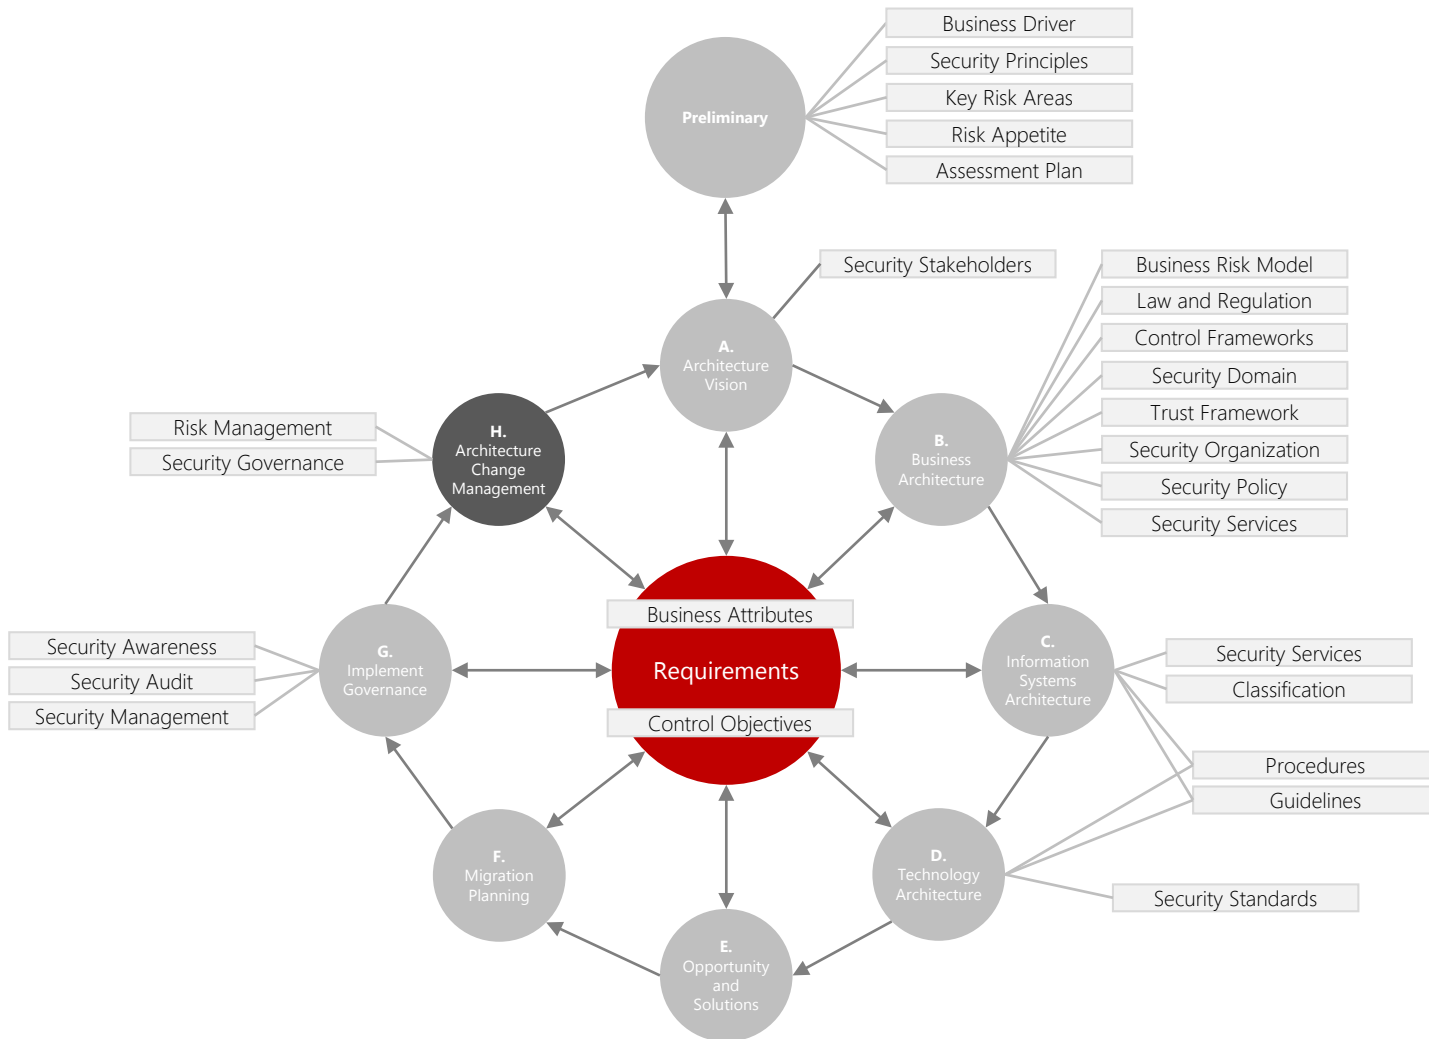 Business Driver
Security Principles
Key Risk Areas
Risk Appetite
Assessment Plan
Preliminary
Security Stakeholders
A.
Architecture
Vision
Business Risk Model
Law and Regulation
Control Frameworks
Security Domain
Trust Framework
Security Organization
Security Policy
Security Services
B.
Business
Architecture
Risk Management
Security Governance
H.
Architecture
Change
Management
Business Attributes
Requirements
Control Objectives
Security Awareness
Security Audit
Security Management
G.
Implement
Governance
C.
Information
Systems
Architecture
Security Services
Classification
Procedures
Guidelines
Security Standards
D.
Technology
Architecture
F.
Migration
Planning
E.
Opportunity
and
Solutions